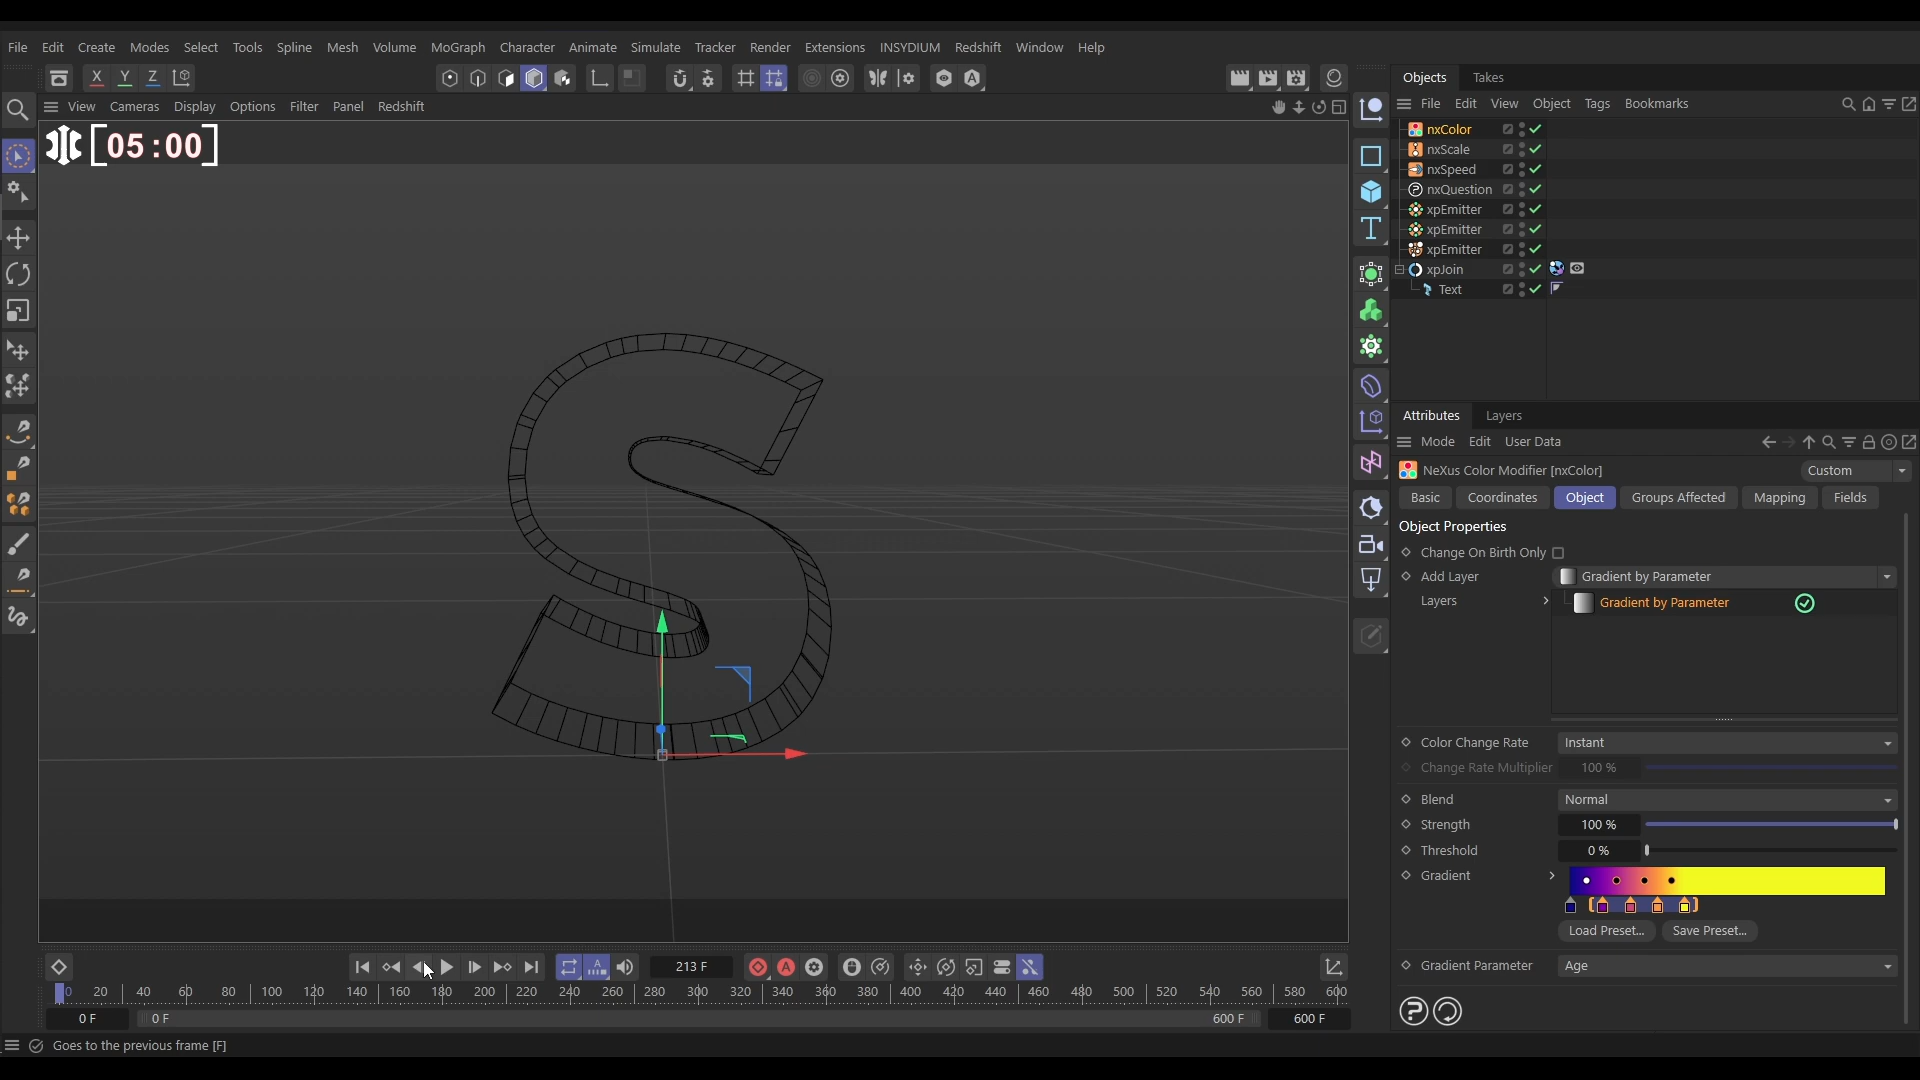 File Edit Create Modes Select Tools Spline Mesh Volume MoGraph Character Animate Simulate Tracker Render Extensions INSYDIUM Redshift Window Help
X Y Z
View Cameras Display Options Filter Panel Redshift
[05:00]
Objects Takes
File Edit View Object Tags Bookmarks
nxColor
nxScale
nxSpeed
nxQuestion
xpEmitter
xpEmitter
xpEmitter
xpJoin
Text
Attributes Layers
Mode Edit User Data
NeXus Color Modifier [nxColor] Custom
Basic Coordinates Object Groups Affected Mapping Fields
Object Properties
Change On Birth Only
Add Layer Gradient by Parameter
Layers Gradient by Parameter
Color Change Rate Instant
Change Rate Multiplier 100 %
Blend Normal
Strength 100 %
Threshold 0 %
Gradient
Load Preset... Save Preset...
Gradient Parameter Age
213 F
0 20 40 60 80 100 120 140 160 180 200 220 240 260 280 300 320 340 360 380 400 420 440 460 480 500 520 540 560 580 600
0 F 0 F 600 F 600 F
Goes to the previous frame [F]